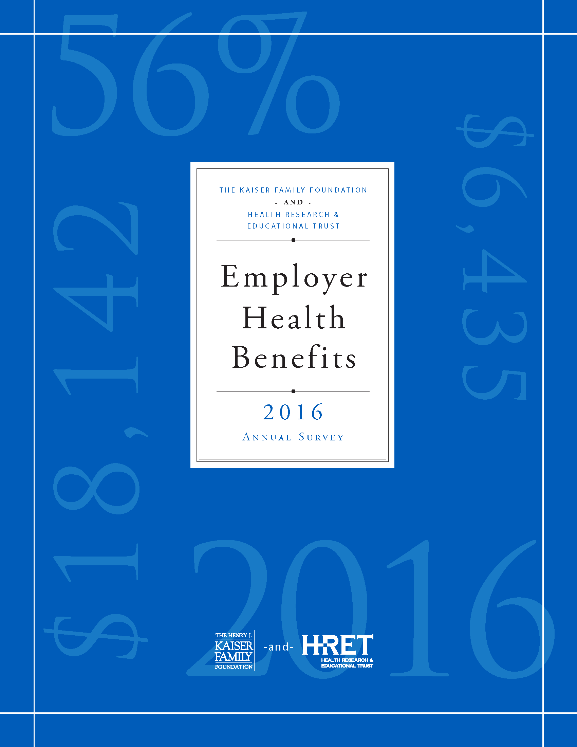 56%
$6,435
$18,142
THE KAISER FAMILY FOUNDATION
- AND -
HEALTH RESEARCH &
EDUCATIONAL TRUST
Employer
Health
Benefits
2016
ANNUAL SURVEY
2016
THE HENRY J.
KAISER
FAMILY
FOUNDATION
-and-
HRET
HEALTH RESEARCH &
EDUCATIONAL TRUST